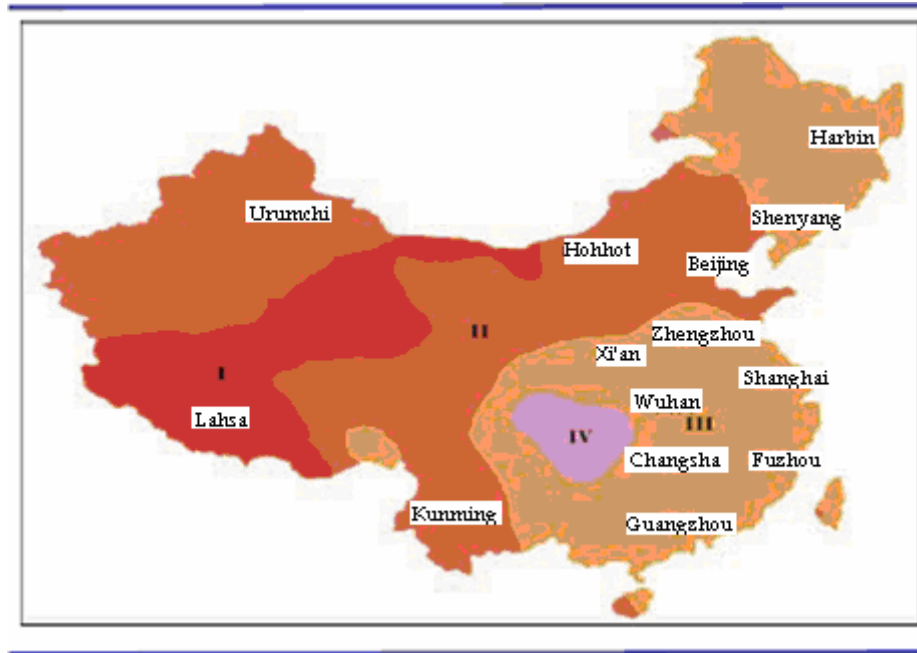 Harbin
Urumchi
Shenyang
Hohhot
Beijing
II
Zhengzhou
Xi'an
I
Shanghai
Wuhan
Lahsa
III
IV
Changsha
Fuzhou
Kunming
Guangzhou